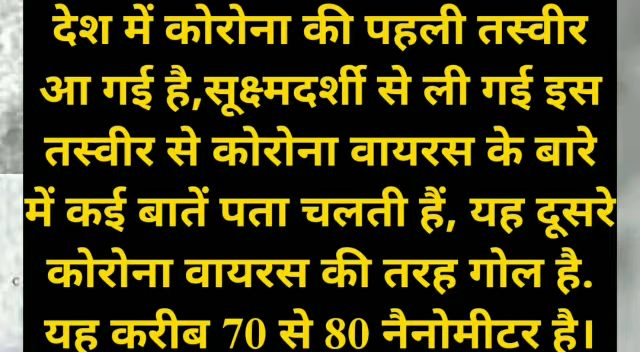 देश में कोरोना की पहली तस्वीर
आ गई है,सूक्ष्मदर्शी से ली गई इस
तस्वीर से कोरोना वायरस के बारे
में कई बातें पता चलती हैं, यह दूसरे
कोरोना वायरस की तरह गोल है.
यह करीब 70 से 80 नैनोमीटर है।